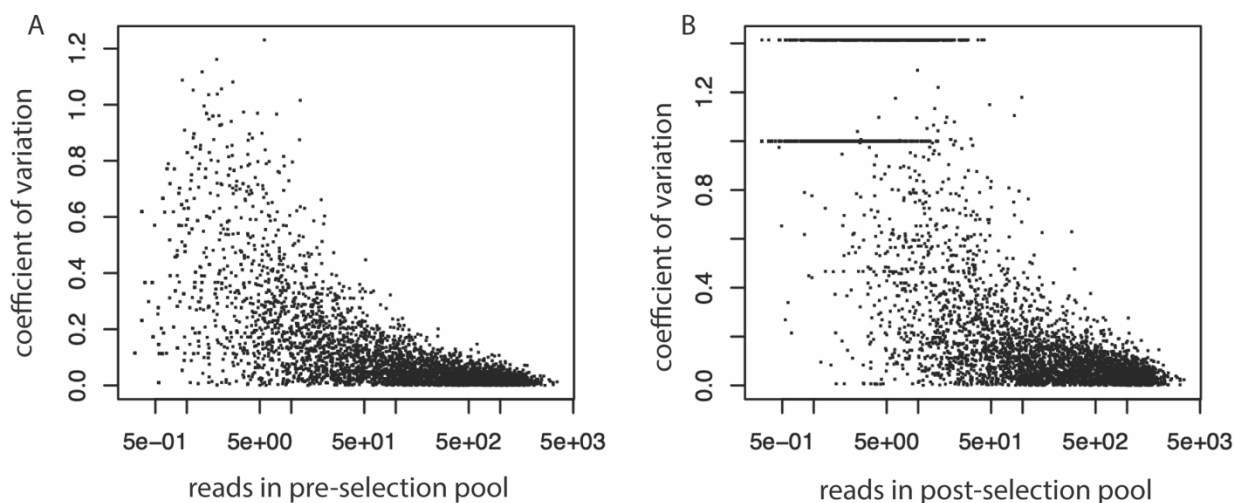 A
coefficient of variation
1.2
1.0
0.8
0.6
0.4
0.2
0.0
5e−01
5e+00
5e+01
5e+02
5e+03
reads in pre-selection pool
B
coefficient of variation
1.2
0.8
0.4
0.0
5e−01
5e+00
5e+01
5e+02
5e+03
reads in post-selection pool